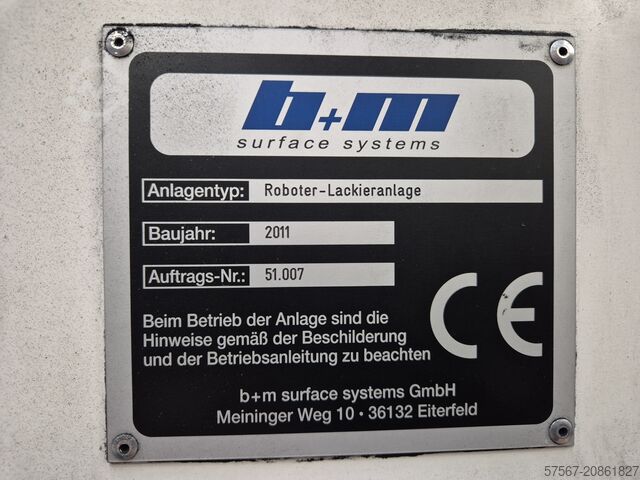 b+m
surface systems
Anlagentyp: Roboter-Lackieranlage
Baujahr: 2011
Auftrags-Nr.: 51.007
Beim Betrieb der Anlage sind die
Hinweise gemäß der Beschilderung
und der Betriebsanleitung zu beachten
CE
b+m surface systems GmbH
Meininger Weg 10 · 36132 Eiterfeld
57567-20861827